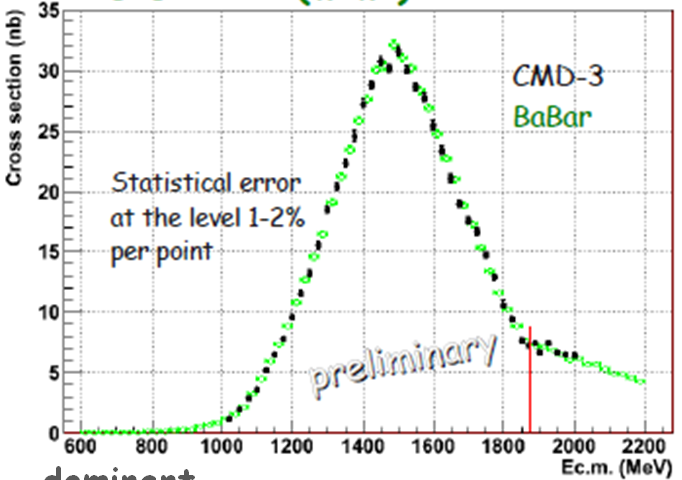 35
30
25
20
15
10
5
0
Cross section (nb)
CMD-3
BaBar
Statistical error
at the level 1-2%
per point
preliminary
600 800 1000 1200 1400 1600 1800 2000 2200
Ec.m. (MeV)
dominant